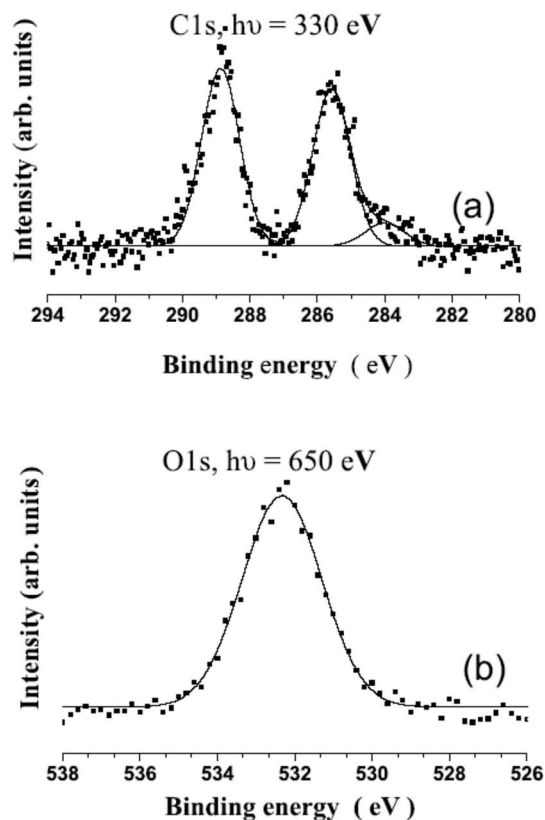 C1s, hυ = 330 eV
Intensity (arb. units)
(a)
294 292 290 288 286 284 282 280
Binding energy ( eV )
O1s, hυ = 650 eV
Intensity (arb. units)
(b)
538 536 534 532 530 528 526
Binding energy ( eV )